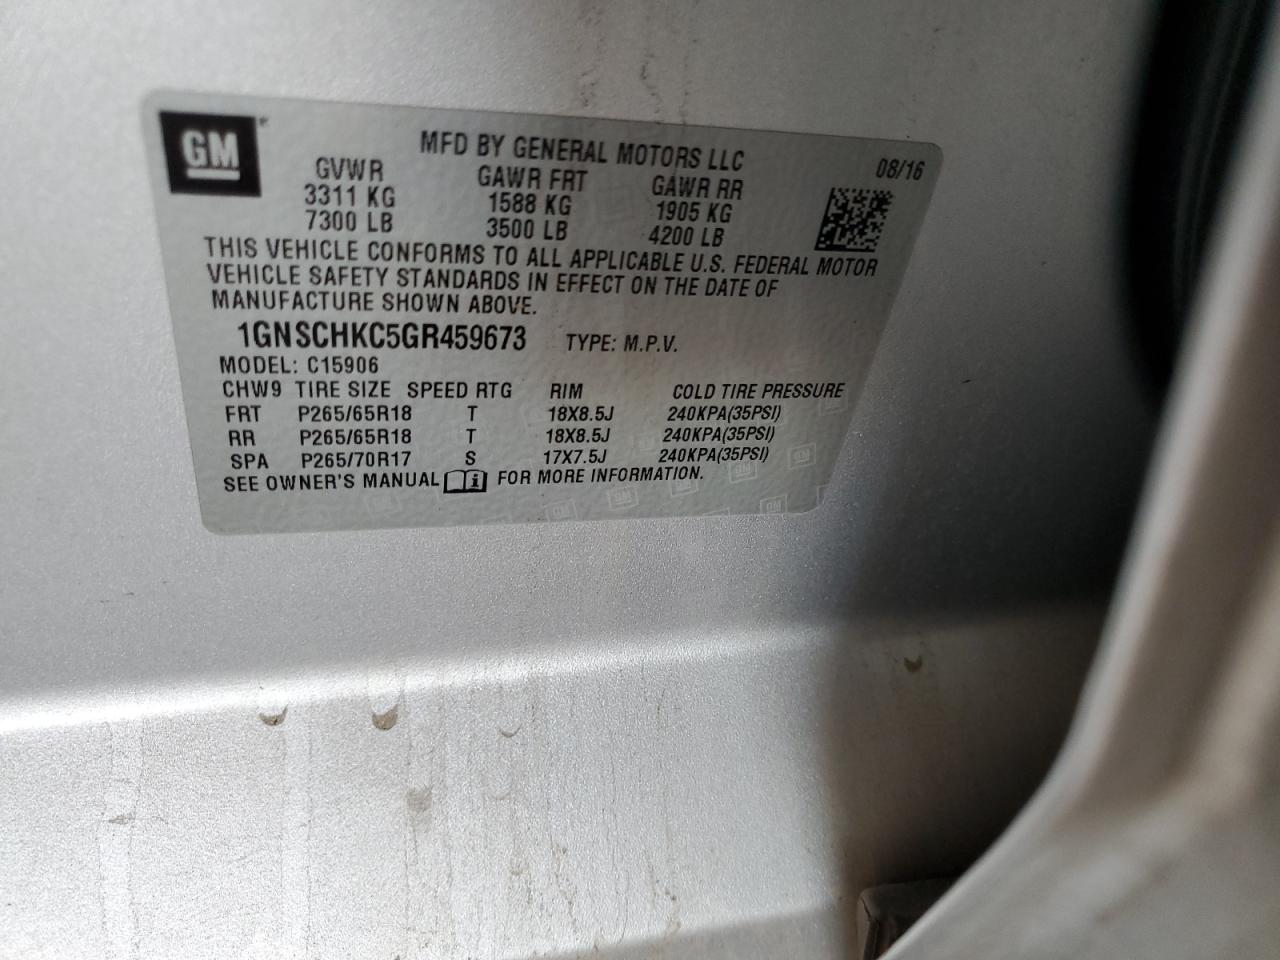 GM
MFD BY GENERAL MOTORS LLC
08/16
GVWR GAWR FRT GAWR RR
3311 KG 1588 KG 1905 KG
7300 LB 3500 LB 4200 LB
THIS VEHICLE CONFORMS TO ALL APPLICABLE U.S. FEDERAL MOTOR
VEHICLE SAFETY STANDARDS IN EFFECT ON THE DATE OF
MANUFACTURE SHOWN ABOVE.
1GNSCHKC5GR459673 TYPE: M.P.V.
MODEL: C15906
CHW9 TIRE SIZE SPEED RTG RIM COLD TIRE PRESSURE
FRT P265/65R18 T 18X8.5J 240KPA(35PSI)
RR P265/65R18 T 18X8.5J 240KPA(35PSI)
SPA P265/70R17 S 17X7.5J 240KPA(35PSI)
SEE OWNER'S MANUAL FOR MORE INFORMATION.